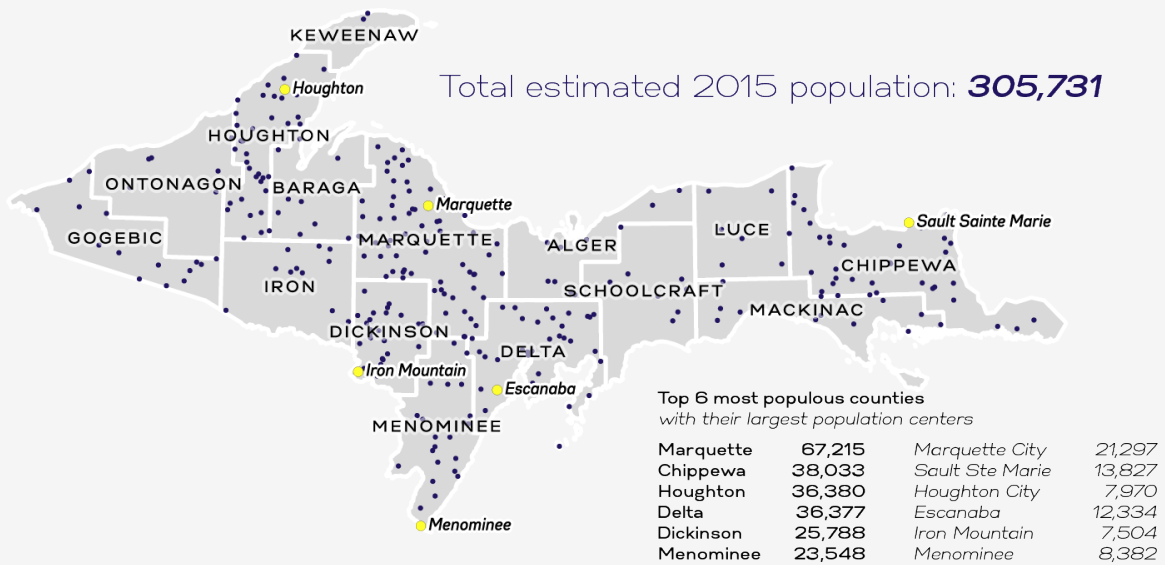 KEWEENAW
Total estimated 2015 population: 305,731
Houghton
HOUGHTON
ONTONAGON
BARAGA
Marquette
Sault Sainte Marie
GOGEBIC
MARQUETTE
ALGER
LUCE
CHIPPEWA
IRON
SCHOOLCRAFT
MACKINAC
DICKINSON
DELTA
Iron Mountain
Escanaba
MENOMINEE
Menominee
Top 6 most populous counties
with their largest population centers
Marquette 67,215 Marquette City 21,297
Chippewa 38,033 Sault Ste Marie 13,827
Houghton 36,380 Houghton City 7,970
Delta 36,377 Escanaba 12,334
Dickinson 25,788 Iron Mountain 7,504
Menominee 23,548 Menominee 8,382